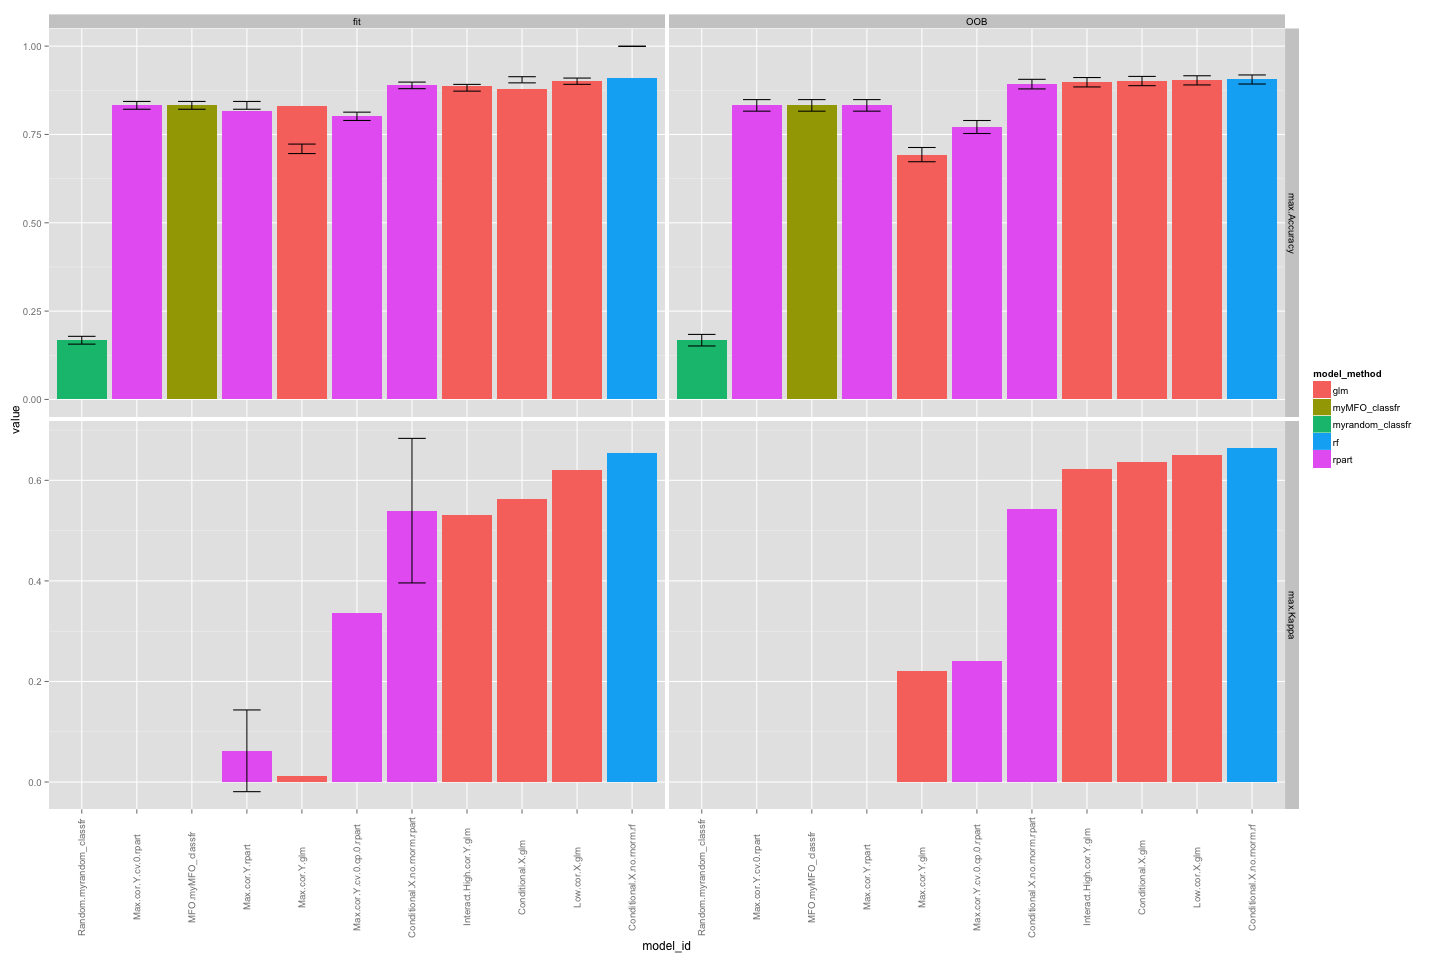 fit
OOB
1.00
0.75
0.50
0.25
0.00
max.Accuracy
value
0.6
0.4
0.2
0.0
max.Kappa
Random.myrandom_classfr
Max.cor.Y.cv.0.rpart
MFO.myMFO_classfr
Max.cor.Y.rpart
Max.cor.Y.glm
Max.cor.Y.cv.0.cp.0.rpart
Conditional.X.no.rnorm.rpart
Interact.High.cor.Y.glm
Conditional.X.glm
Low.cor.X.glm
Conditional.X.no.rnorm.rf
Random.myrandom_classfr
Max.cor.Y.cv.0.rpart
MFO.myMFO_classfr
Max.cor.Y.rpart
Max.cor.Y.glm
Max.cor.Y.cv.0.cp.0.rpart
Conditional.X.no.rnorm.rpart
Interact.High.cor.Y.glm
Conditional.X.glm
Low.cor.X.glm
Conditional.X.no.rnorm.rf
model_id
model_method
glm
myMFO_classfr
myrandom_classfr
rf
rpart